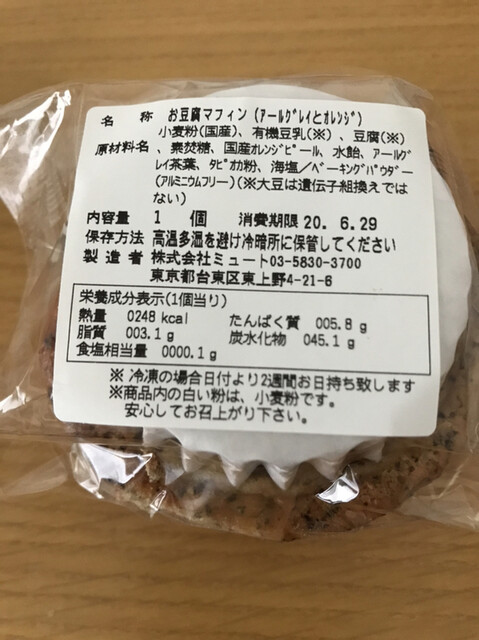 名　称　お豆腐マフィン(ｱｰﾙｸﾞﾚｲとｵﾚﾝｼﾞ)
小麦粉(国産)、有機豆乳(※)、豆腐(※)
原材料名、素焚糖、国産ｵﾚﾝｼﾞﾋﾟｰﾙ、水飴、ｱｰﾙｸﾞ
ﾚｲ茶葉、ﾀﾋﾟｵｶ粉、海塩／ﾍﾞｰｷﾝｸﾞﾊﾟｳﾀﾞｰ
(ｱﾙﾐﾆｳﾑﾌﾘｰ)(※大豆は遺伝子組換えでは
ない)
内容量　1　個　消費期限 20. 6.29
保存方法　高温多湿を避け冷暗所に保管してください
製造者　株式会社ミュート03-5830-3700
東京都台東区東上野4-21-6
栄養成分表示(1個当り)
熱量　0248 kcal　たんぱく質　005.8 g
脂質　003.1 g　炭水化物　045.1 g
食塩相当量　0000.1 g
※ 冷凍の場合日付より2週間お日持ち致します
※商品内の白い粉は、小麦粉です。
安心してお召上がり下さい。